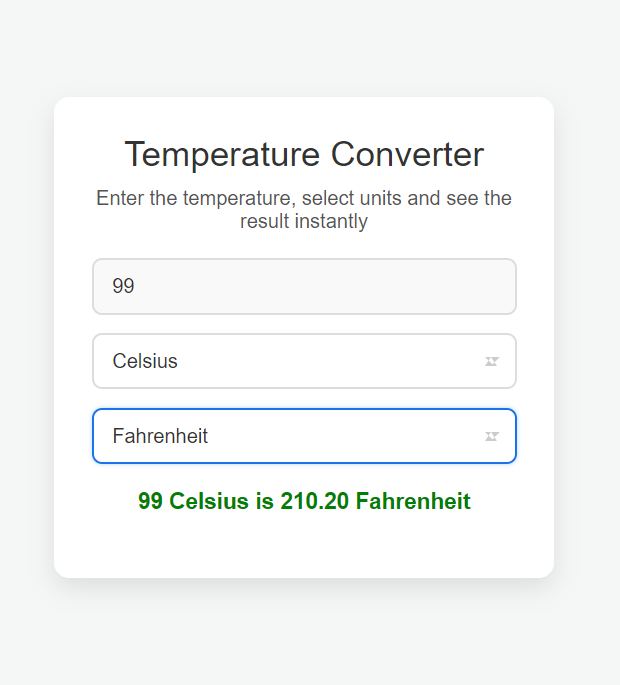 Temperature Converter
Enter the temperature, select units and see the
result instantly
99
Celsius
Fahrenheit
99 Celsius is 210.20 Fahrenheit